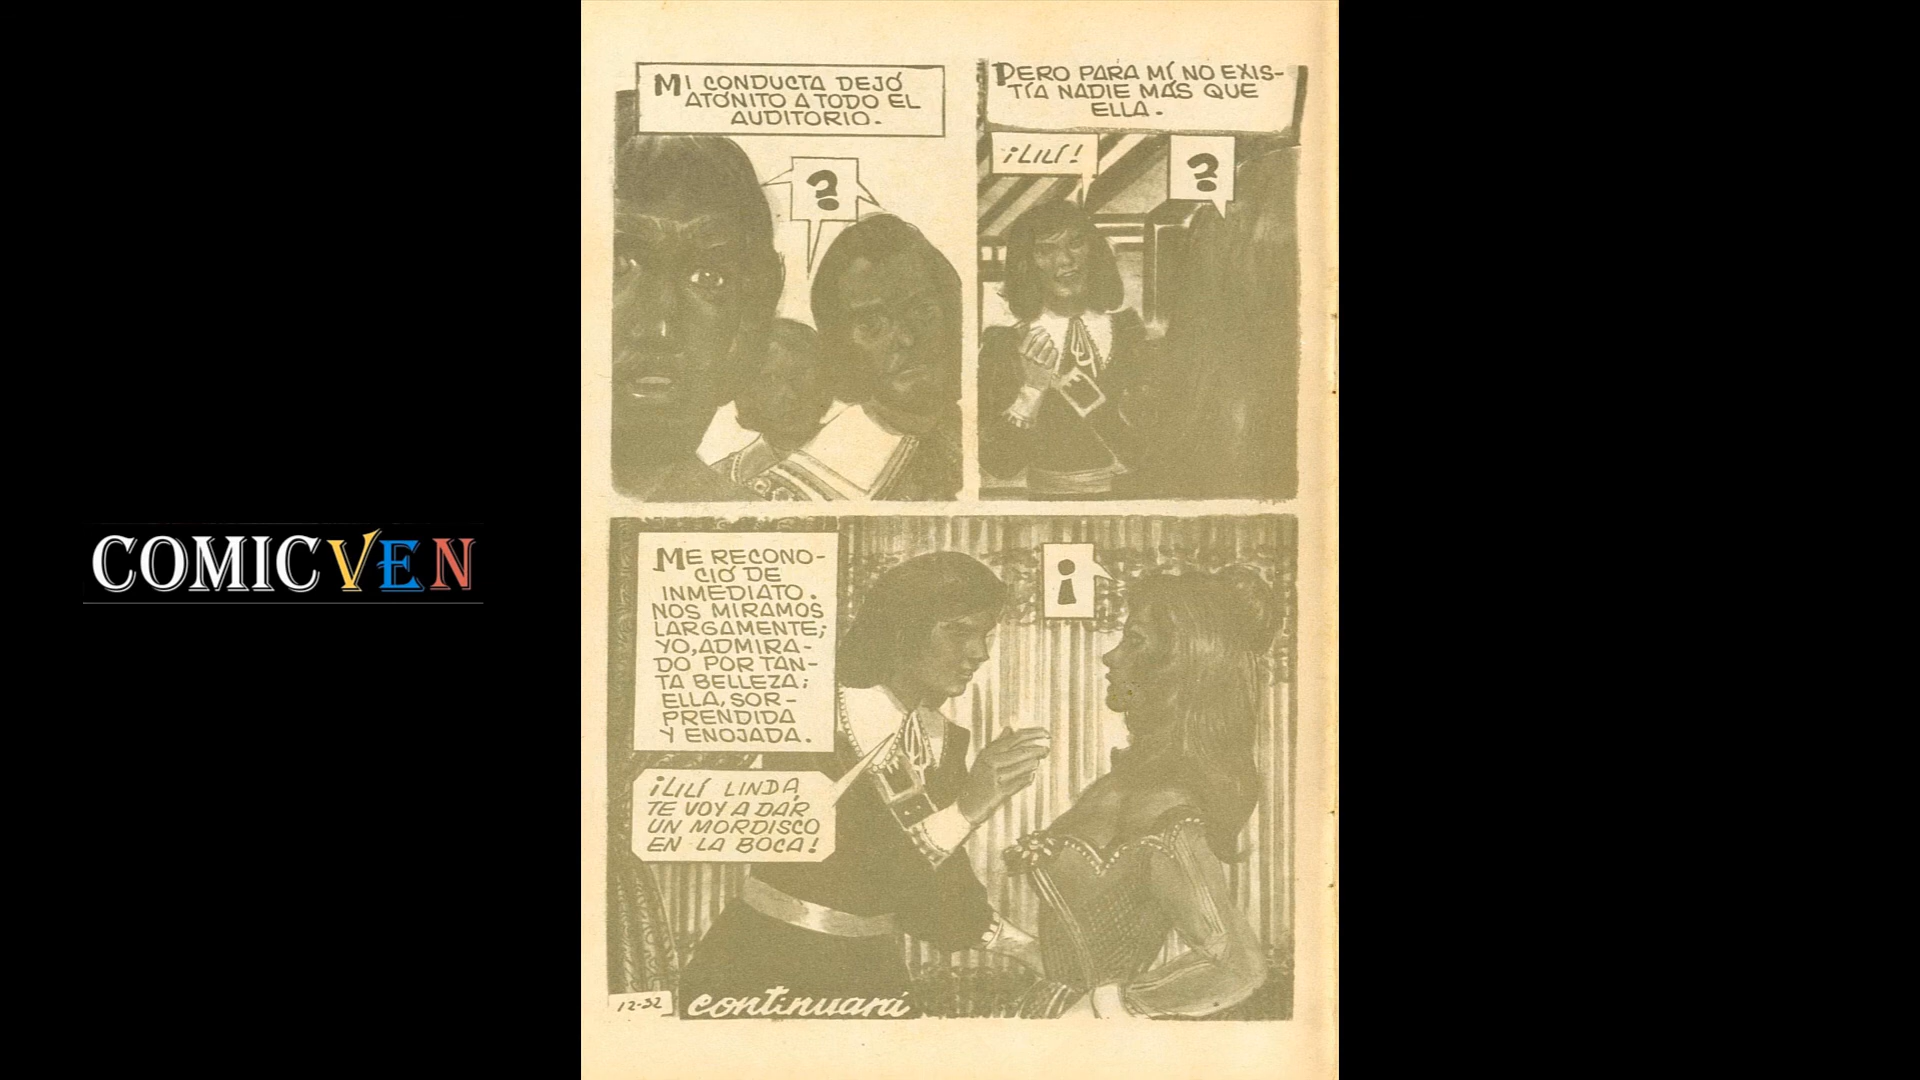 MI CONDUCTA DEJÓ
ATÓNITO A TODO EL
AUDITORIO.
?
PERO PARA MÍ NO EXIS-
TÍA NADIE MÁS QUE
ELLA.
¡LILÍ!
?
COMICVEN
ME RECONO-
CIÓ DE
INMEDIATO.
NOS MIRAMOS
LARGAMENTE;
YO, ADMIRA-
DO POR TAN-
TA BELLEZA;
ELLA, SOR-
PRENDIDA
Y ENOJADA.
¡
¡LILÍ LINDA,
TE VOY A DAR
UN MORDISCO
EN LA BOCA!
12-32
continuará